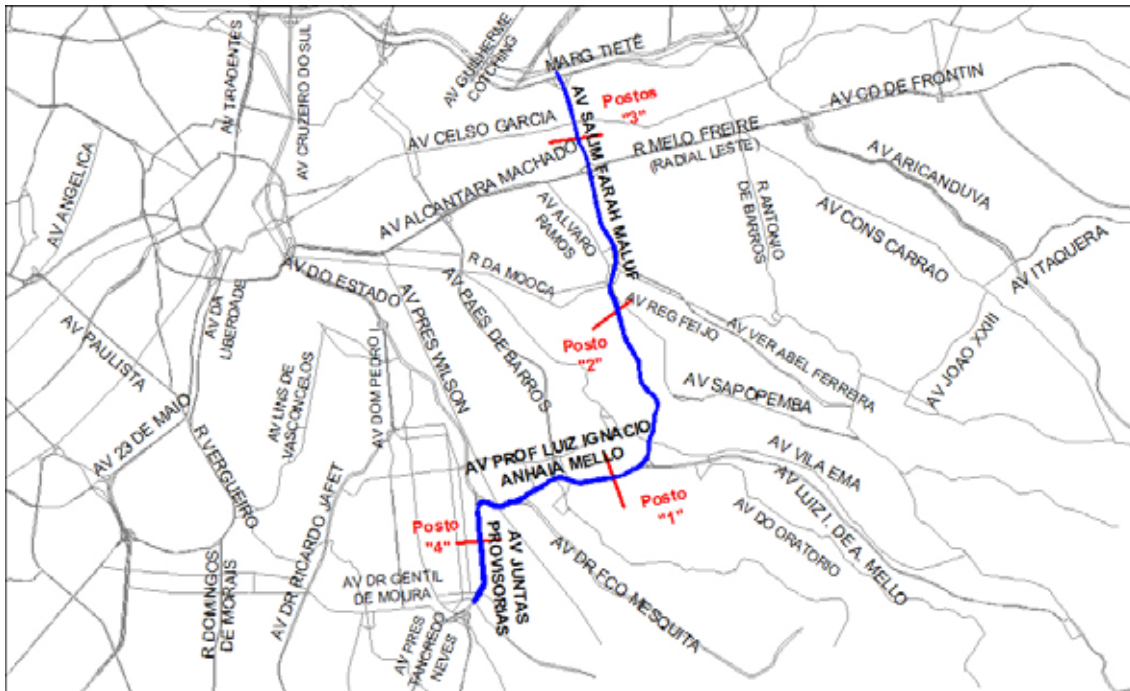 MARG TIETÊ
AV GUILHERME
COTCHING
AV TIRADENTES
AV CRUZEIRO DO SUL
AV CD DE FRONTIN
Postos
"3"
AV SALIM FARAH MALUF
AV CELSO GARCIA
R MELO FREIRE
(RADIAL LESTE)
AV ARICANDUVA
AV ANGELICA
AV ALCANTARA MACHADO
AV ALVARO
RAMOS
R ANTONIO
DE BARROS
AV CONS CARRAO
AV ITAQUERA
R DA MOOCA
AV DO ESTADO
AV DA
LIBERDADE
AV PAES DE BARROS
AV REG FEIJO
AV VER ABEL FERREIRA
AV JOAO XXIII
AV PAULISTA
AV PRES WILSON
Posto
"2"
AV LINS DE
VASCONCELOS
AV DOM PEDRO I
AV SAPOPEMBA
AV 23 DE MAIO
R VERGUEIRO
AV PROF LUIZ IGNACIO
ANHAIA MELLO
AV VILA EMA
AV LUIZ I. DE A. MELLO
Posto
"1"
AV DO ORATORIO
AV DR RICARDO JAFET
Posto
"4"
AV JUNTAS
PROVISORIAS
AV DR FCO MESQUITA
R DOMINGOS
DE MORAIS
AV DR GENTIL
DE MOURA
AV PRES
TANCREDO
NEVES